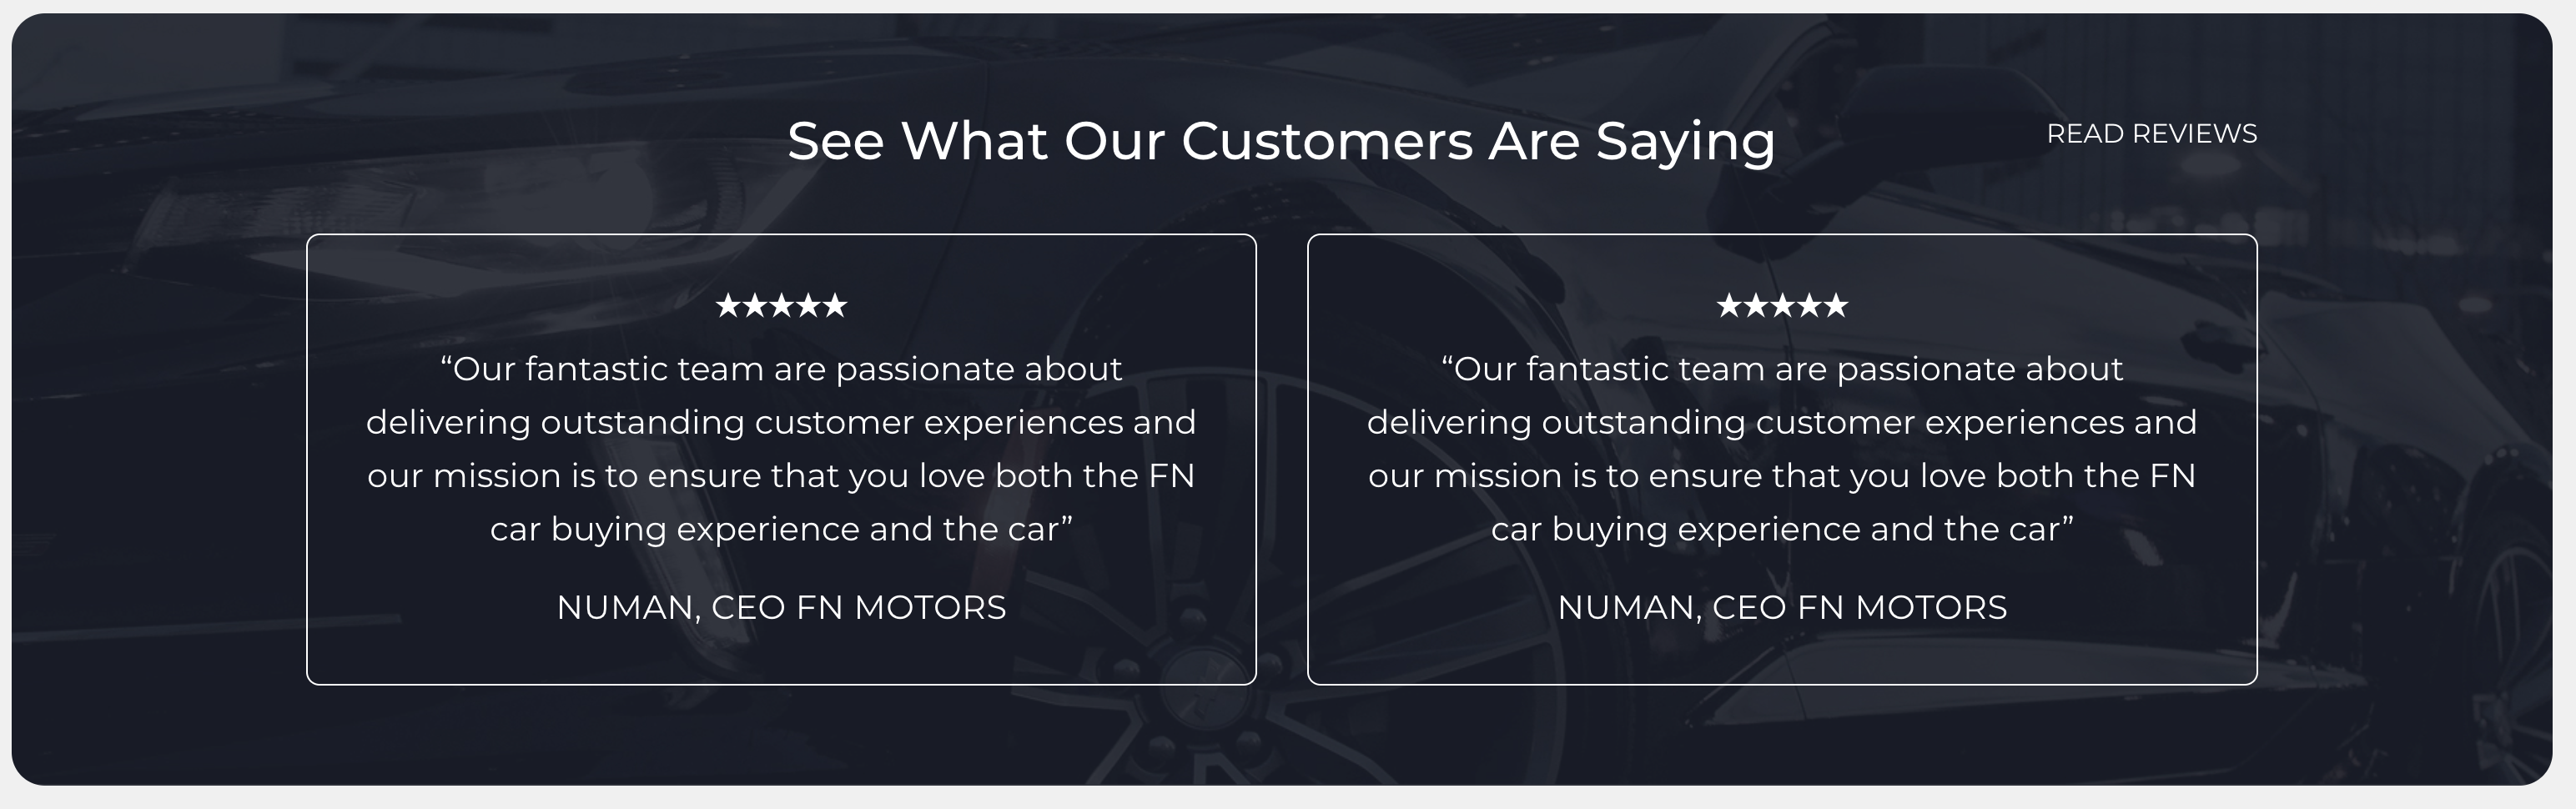 See What Our Customers Are Saying
READ REVIEWS
★★★★★
“Our fantastic team are passionate about
delivering outstanding customer experiences and
our mission is to ensure that you love both the FN
car buying experience and the car”
NUMAN, CEO FN MOTORS
★★★★★
“Our fantastic team are passionate about
delivering outstanding customer experiences and
our mission is to ensure that you love both the FN
car buying experience and the car”
NUMAN, CEO FN MOTORS